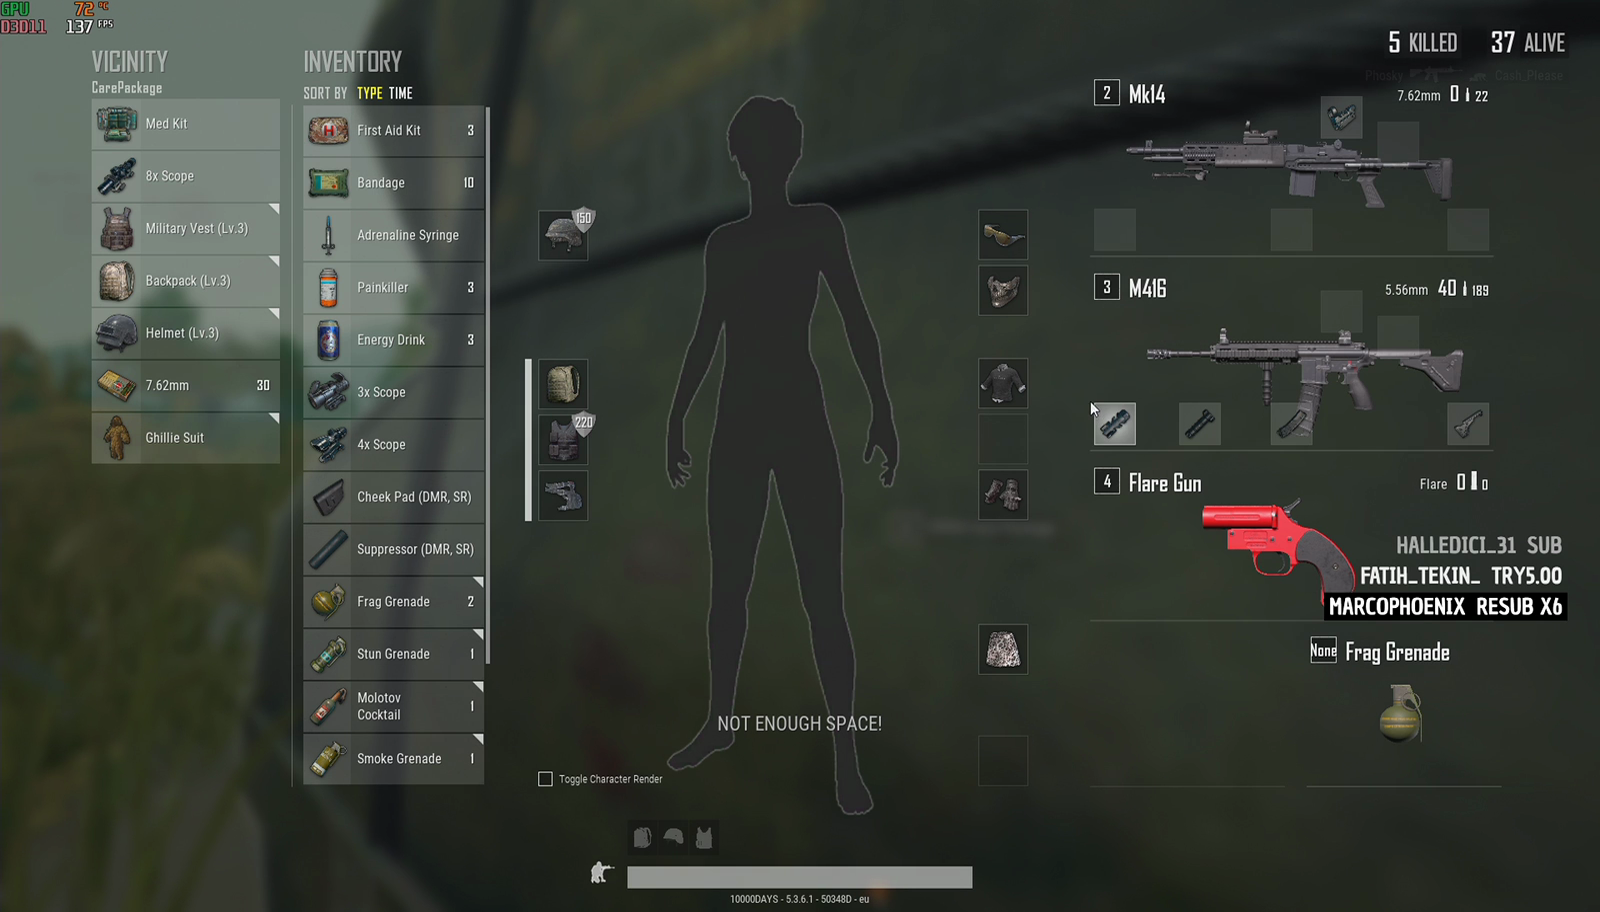 GPU 72 °C
D3D11 137 FPS
5 KILLED 37 ALIVE
Phosky Cash_Please
VICINITY
CarePackage
Med Kit
8x Scope
Military Vest (Lv.3)
Backpack (Lv.3)
Helmet (Lv.3)
7.62mm 30
Ghillie Suit
INVENTORY
SORT BY TYPE TIME
First Aid Kit 3
Bandage 10
Adrenaline Syringe
Painkiller 3
Energy Drink 3
3x Scope
4x Scope
Cheek Pad (DMR, SR)
Suppressor (DMR, SR)
Frag Grenade 2
Stun Grenade 1
Molotov
Cocktail 1
Smoke Grenade 1
150
220
NOT ENOUGH SPACE!
Toggle Character Render
10000DAYS - 5.3.6.1 - 50348D - eu
2 Mk14 7.62mm 0 22
3 M416 5.56mm 40 189
4 Flare Gun Flare 0 0
HALLEDICI_31 SUB
FATIH_TEKIN_ TRY5.00
MARCOPHOENIX RESUB X6
None Frag Grenade